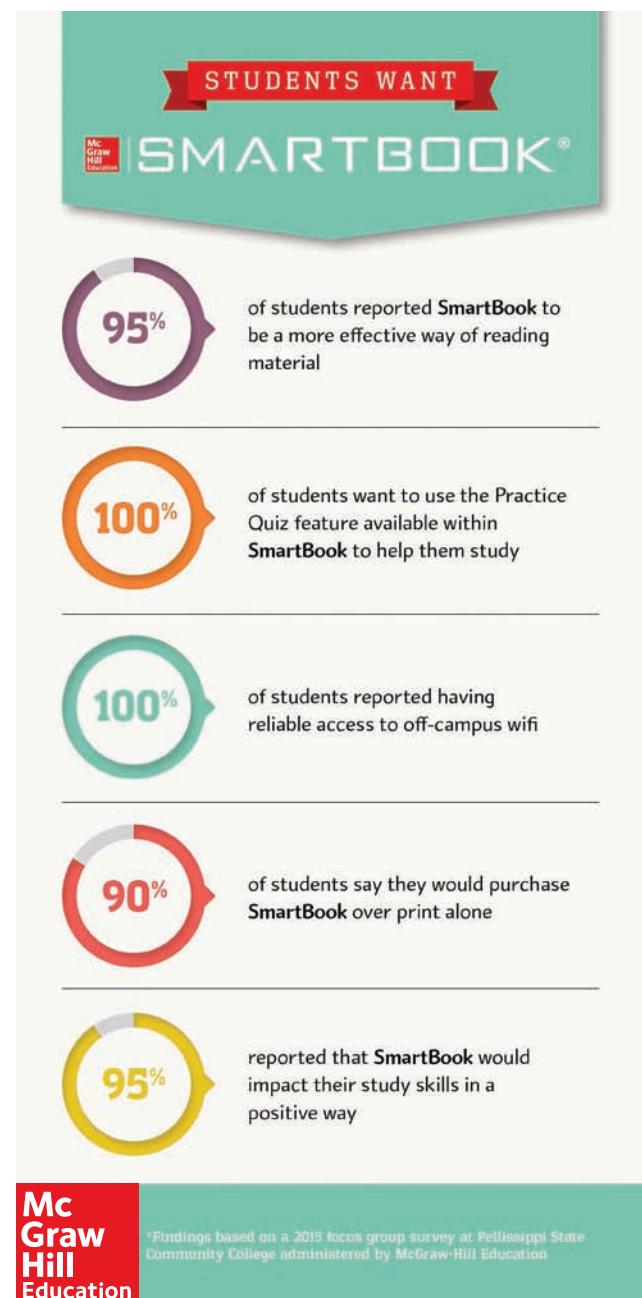 STUDENTS WANT
Mc
Graw
Hill
Education
SMARTBOOK®
95%
of students reported SmartBook to
be a more effective way of reading
material
100%
of students want to use the Practice
Quiz feature available within
SmartBook to help them study
100%
of students reported having
reliable access to off-campus wifi
90%
of students say they would purchase
SmartBook over print alone
95%
reported that SmartBook would
impact their study skills in a
positive way
Mc
Graw
Hill
Education
*Findings based on a 2015 focus group survey at Pellissippi State
Community College administered by McGraw-Hill Education